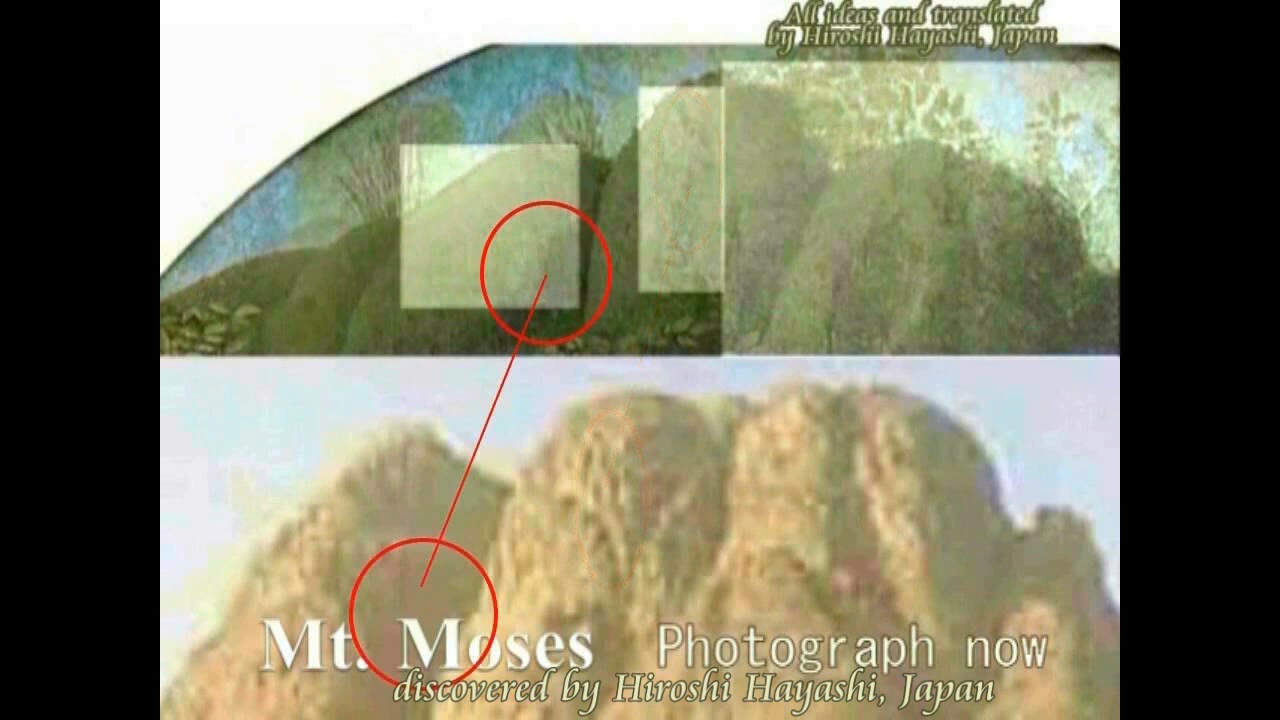 All ideas and translated
by Hiroshi Hayashi, Japan
Mt. Moses Photograph now
discovered by Hiroshi Hayashi, Japan